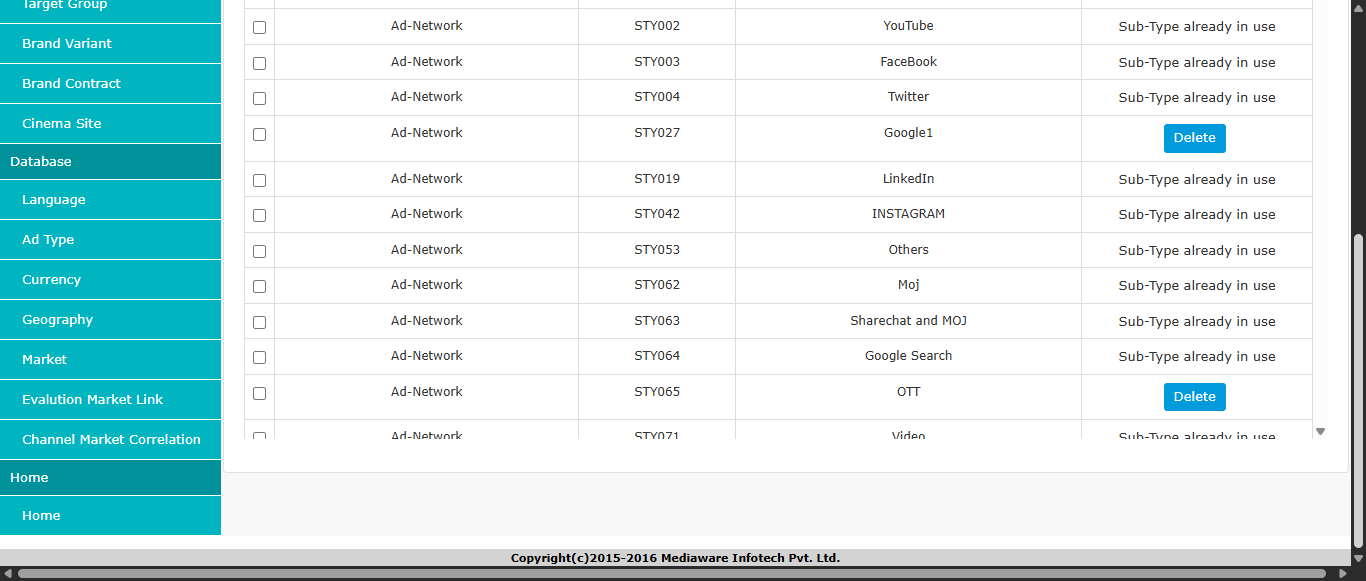 Target Group
Brand Variant
Brand Contract
Cinema Site
Database
Language
Ad Type
Currency
Geography
Market
Evalution Market Link
Channel Market Correlation
Home
Home
Ad-Network STY002 YouTube Sub-Type already in use
Ad-Network STY003 FaceBook Sub-Type already in use
Ad-Network STY004 Twitter Sub-Type already in use
Ad-Network STY027 Google1 Delete
Ad-Network STY019 LinkedIn Sub-Type already in use
Ad-Network STY042 INSTAGRAM Sub-Type already in use
Ad-Network STY053 Others Sub-Type already in use
Ad-Network STY062 Moj Sub-Type already in use
Ad-Network STY063 Sharechat and MOJ Sub-Type already in use
Ad-Network STY064 Google Search Sub-Type already in use
Ad-Network STY065 OTT Delete
Ad-Network STY071 Video Sub-Type already in use
Copyright(c)2015-2016 Mediaware Infotech Pvt. Ltd.